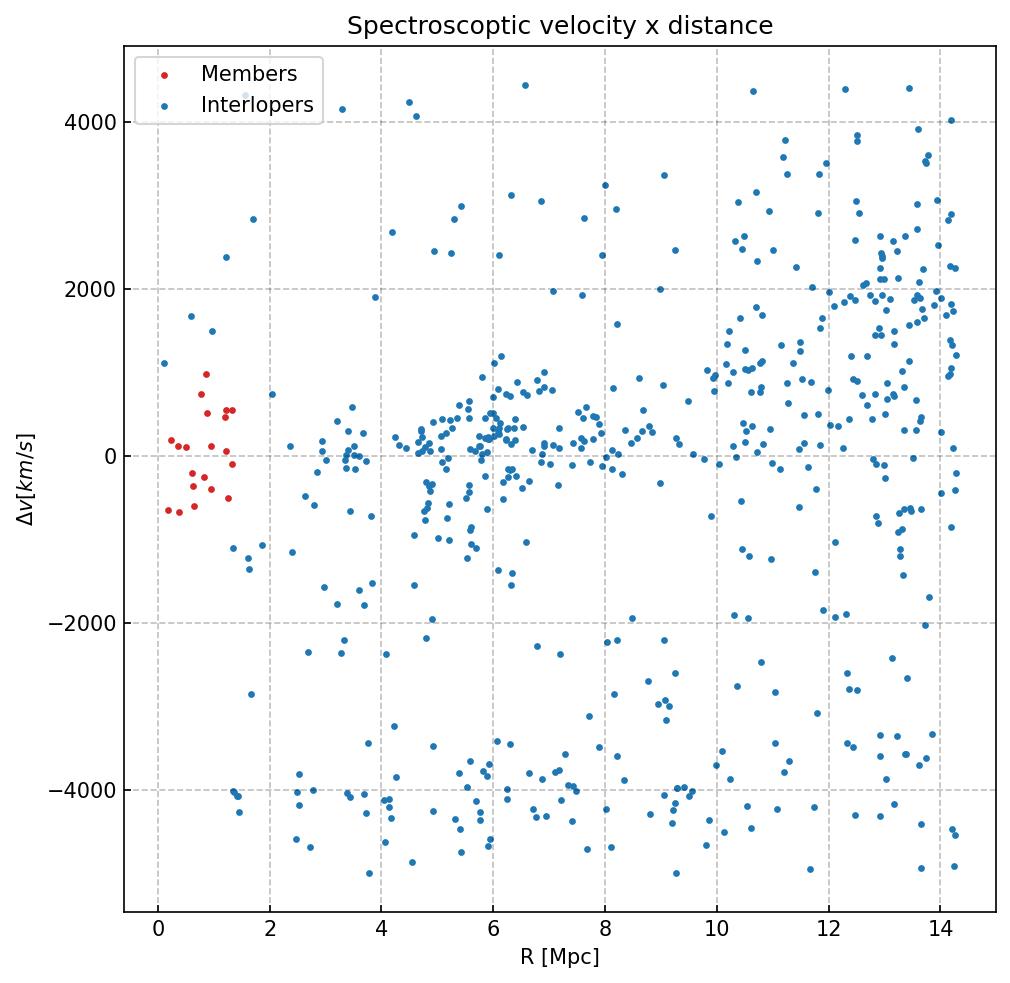 Spectroscoptic velocity x distance
Members
Interlopers
4000
2000
0
−2000
−4000
Δv[km/s]
0 2 4 6 8 10 12 14
R [Mpc]